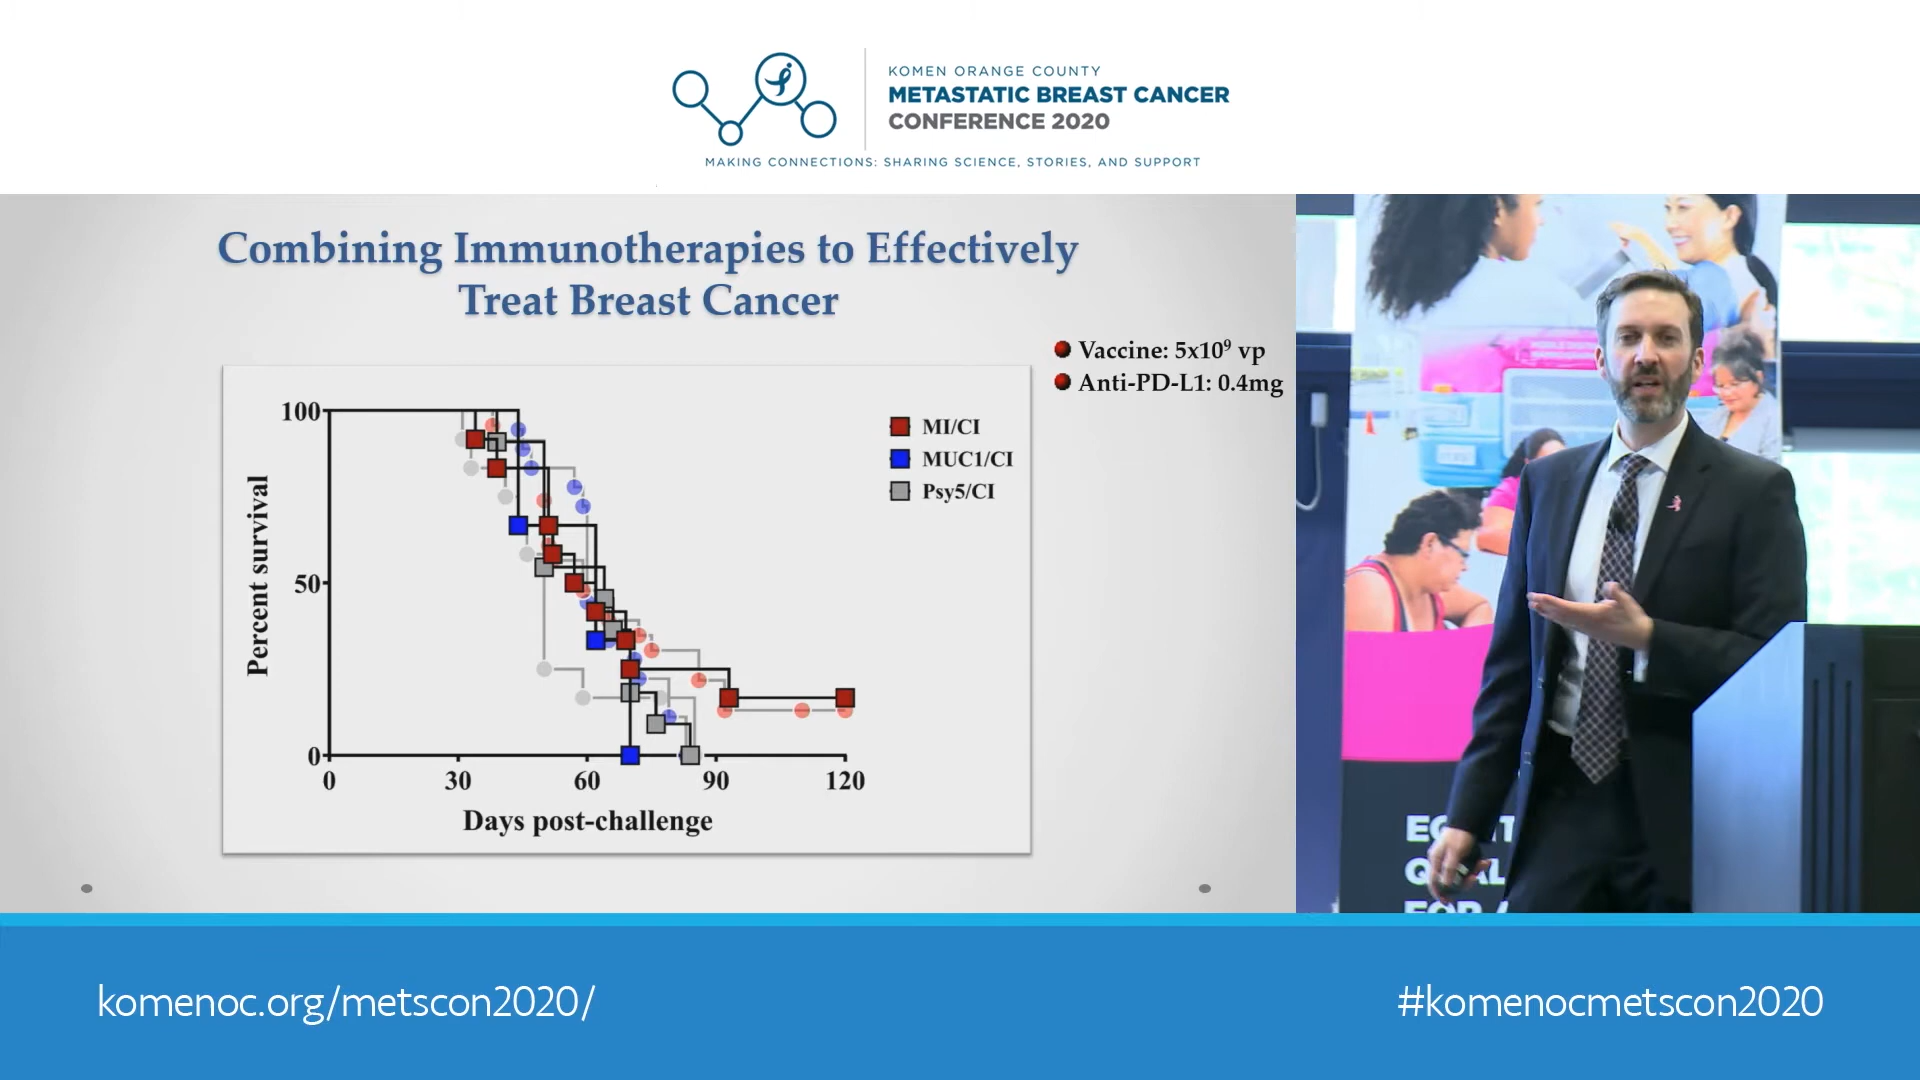 KOMEN ORANGE COUNTY
METASTATIC BREAST CANCER
CONFERENCE 2020
MAKING CONNECTIONS: SHARING SCIENCE, STORIES, AND SUPPORT
Combining Immunotherapies to Effectively
Treat Breast Cancer
Vaccine: 5x10⁹ vp
Anti-PD-L1: 0.4mg
MI/CI
MUC1/CI
Psy5/CI
Percent survival
100
50
0
0 30 60 90 120
Days post-challenge
komenoc.org/metscon2020/
#komenocmetscon2020